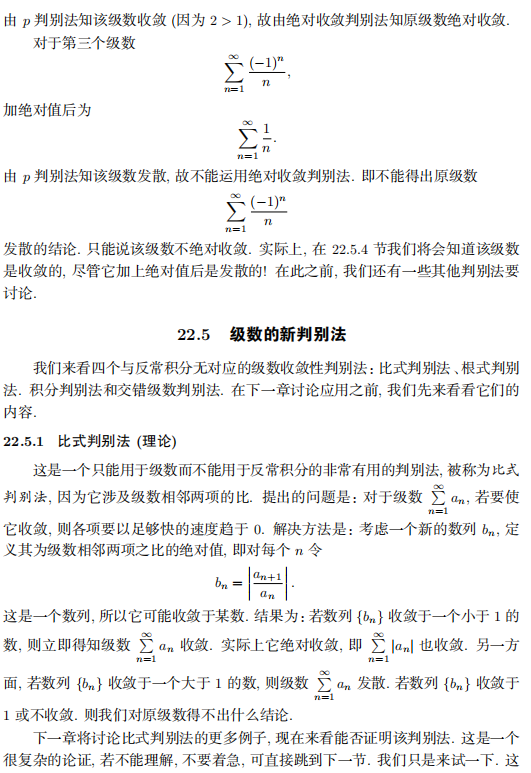 由 p 判别法知该级数收敛 (因为 2 > 1), 故由绝对收敛判别法知原级数绝对收敛.
对于第三个级数
$$\sum_{n=1}^{\infty} \frac{(-1)^n}{n},$$
加绝对值后为
$$\sum_{n=1}^{\infty} \frac{1}{n}.$$
由 p 判别法知该级数发散, 故不能运用绝对收敛判别法. 即不能得出原级数
$$\sum_{n=1}^{\infty} \frac{(-1)^n}{n}$$
发散的结论. 只能说该级数不绝对收敛. 实际上, 在 22.5.4 节我们将会知道该级数
是收敛的, 尽管它加上绝对值后是发散的! 在此之前, 我们还有一些其他判别法要
讨论.
22.5 级数的新判别法
我们来看四个与反常积分无对应的级数收敛性判别法: 比式判别法、根式判别
法. 积分判别法和交错级数判别法. 在下一章讨论应用之前, 我们先来看看它们的
内容.
22.5.1 比式判别法 (理论)
这是一个只能用于级数而不能用于反常积分的非常有用的判别法, 被称为比式
判别法, 因为它涉及级数相邻两项的比. 提出的问题是: 对于级数 $\sum_{n=1}^{\infty} a_n$, 若要使
它收敛, 则各项要以足够快的速度趋于 0. 解决方法是: 考虑一个新的数列 $b_n$, 定
义其为级数相邻两项之比的绝对值, 即对每个 n 令
$$b_n = \left|\frac{a_{n+1}}{a_n}\right|.$$
这是一个数列, 所以它可能收敛于某数. 结果为: 若数列 $\{b_n\}$ 收敛于一个小于 1 的
数, 则立即得知级数 $\sum_{n=1}^{\infty} a_n$ 收敛. 实际上它绝对收敛, 即 $\sum_{n=1}^{\infty} |a_n|$ 也收敛. 另一方
面, 若数列 $\{b_n\}$ 收敛于一个大于 1 的数, 则级数 $\sum_{n=1}^{\infty} a_n$ 发散. 若数列 $\{b_n\}$ 收敛于
1 或不收敛. 则我们对原级数得不出什么结论.
下一章将讨论比式判别法的更多例子, 现在来看能否证明该判别法. 这是一个
很复杂的论证, 若不能理解, 不要着急, 可直接跳到下一节. 我们只是来试一下. 这